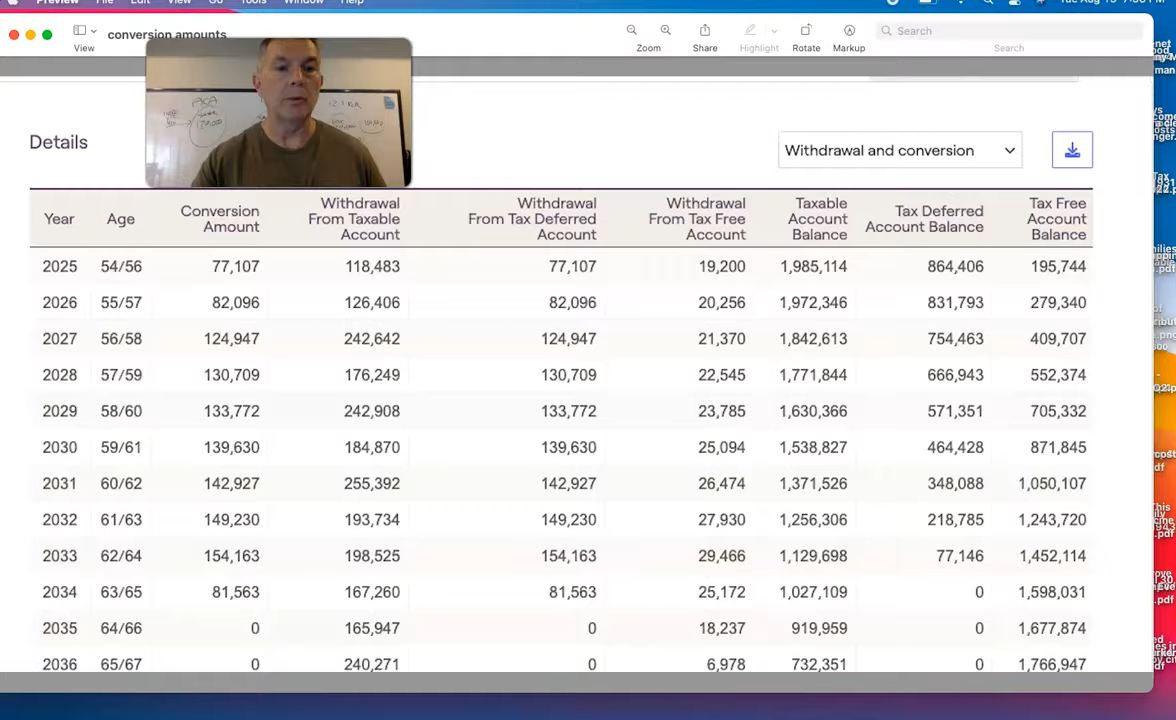 Preview File Edit View Go Tools Window Help
Tue Aug
conversion amounts
View
Zoom
Share
Highlight
Rotate
Markup
Search
Search
Details
Withdrawal and conversion
Year Age Conversion Amount Withdrawal From Taxable Account Withdrawal From Tax Deferred Account Withdrawal From Tax Free Account Taxable Account Balance Tax Deferred Account Balance Tax Free Account Balance
2025 54/56 77,107 118,483 77,107 19,200 1,985,114 864,406 195,744
2026 55/57 82,096 126,406 82,096 20,256 1,972,346 831,793 279,340
2027 56/58 124,947 242,642 124,947 21,370 1,842,613 754,463 409,707
2028 57/59 130,709 176,249 130,709 22,545 1,771,844 666,943 552,374
2029 58/60 133,772 242,908 133,772 23,785 1,630,366 571,351 705,332
2030 59/61 139,630 184,870 139,630 25,094 1,538,827 464,428 871,845
2031 60/62 142,927 255,392 142,927 26,474 1,371,526 348,088 1,050,107
2032 61/63 149,230 193,734 149,230 27,930 1,256,306 218,785 1,243,720
2033 62/64 154,163 198,525 154,163 29,466 1,129,698 77,146 1,452,114
2034 63/65 81,563 167,260 81,563 25,172 1,027,109 0 1,598,031
2035 64/66 0 165,947 0 18,237 919,959 0 1,677,874
2036 65/67 0 240,271 0 6,978 732,351 0 1,766,947